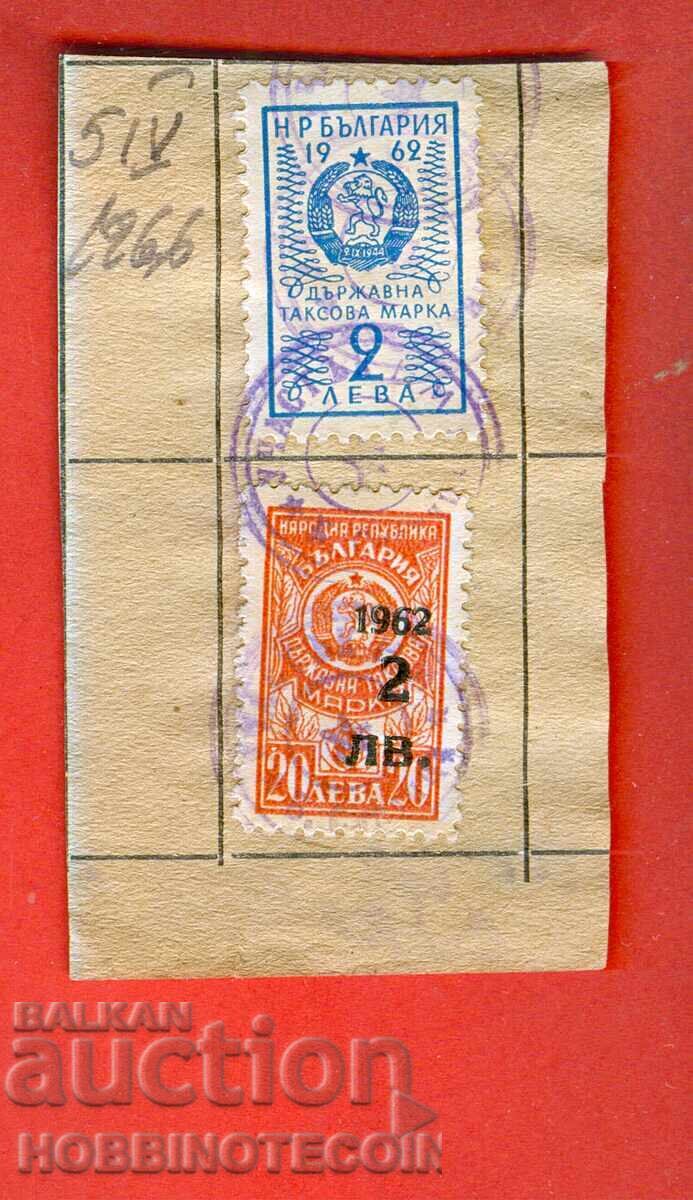 5 IV
1966
Н Р БЪЛГАРИЯ
19 62
9 IX 1944
ДЪРЖАВНА
ТАКСОВА МАРКА
2
ЛЕВА
НАРОДНА РЕПУБЛИКА
БЪЛГАРИЯ
1962
ДЪРЖАВНА
МАРКА
2
лв.
20 ЛЕВА 20
BALKAN
auction
HOBBINOTECOIN